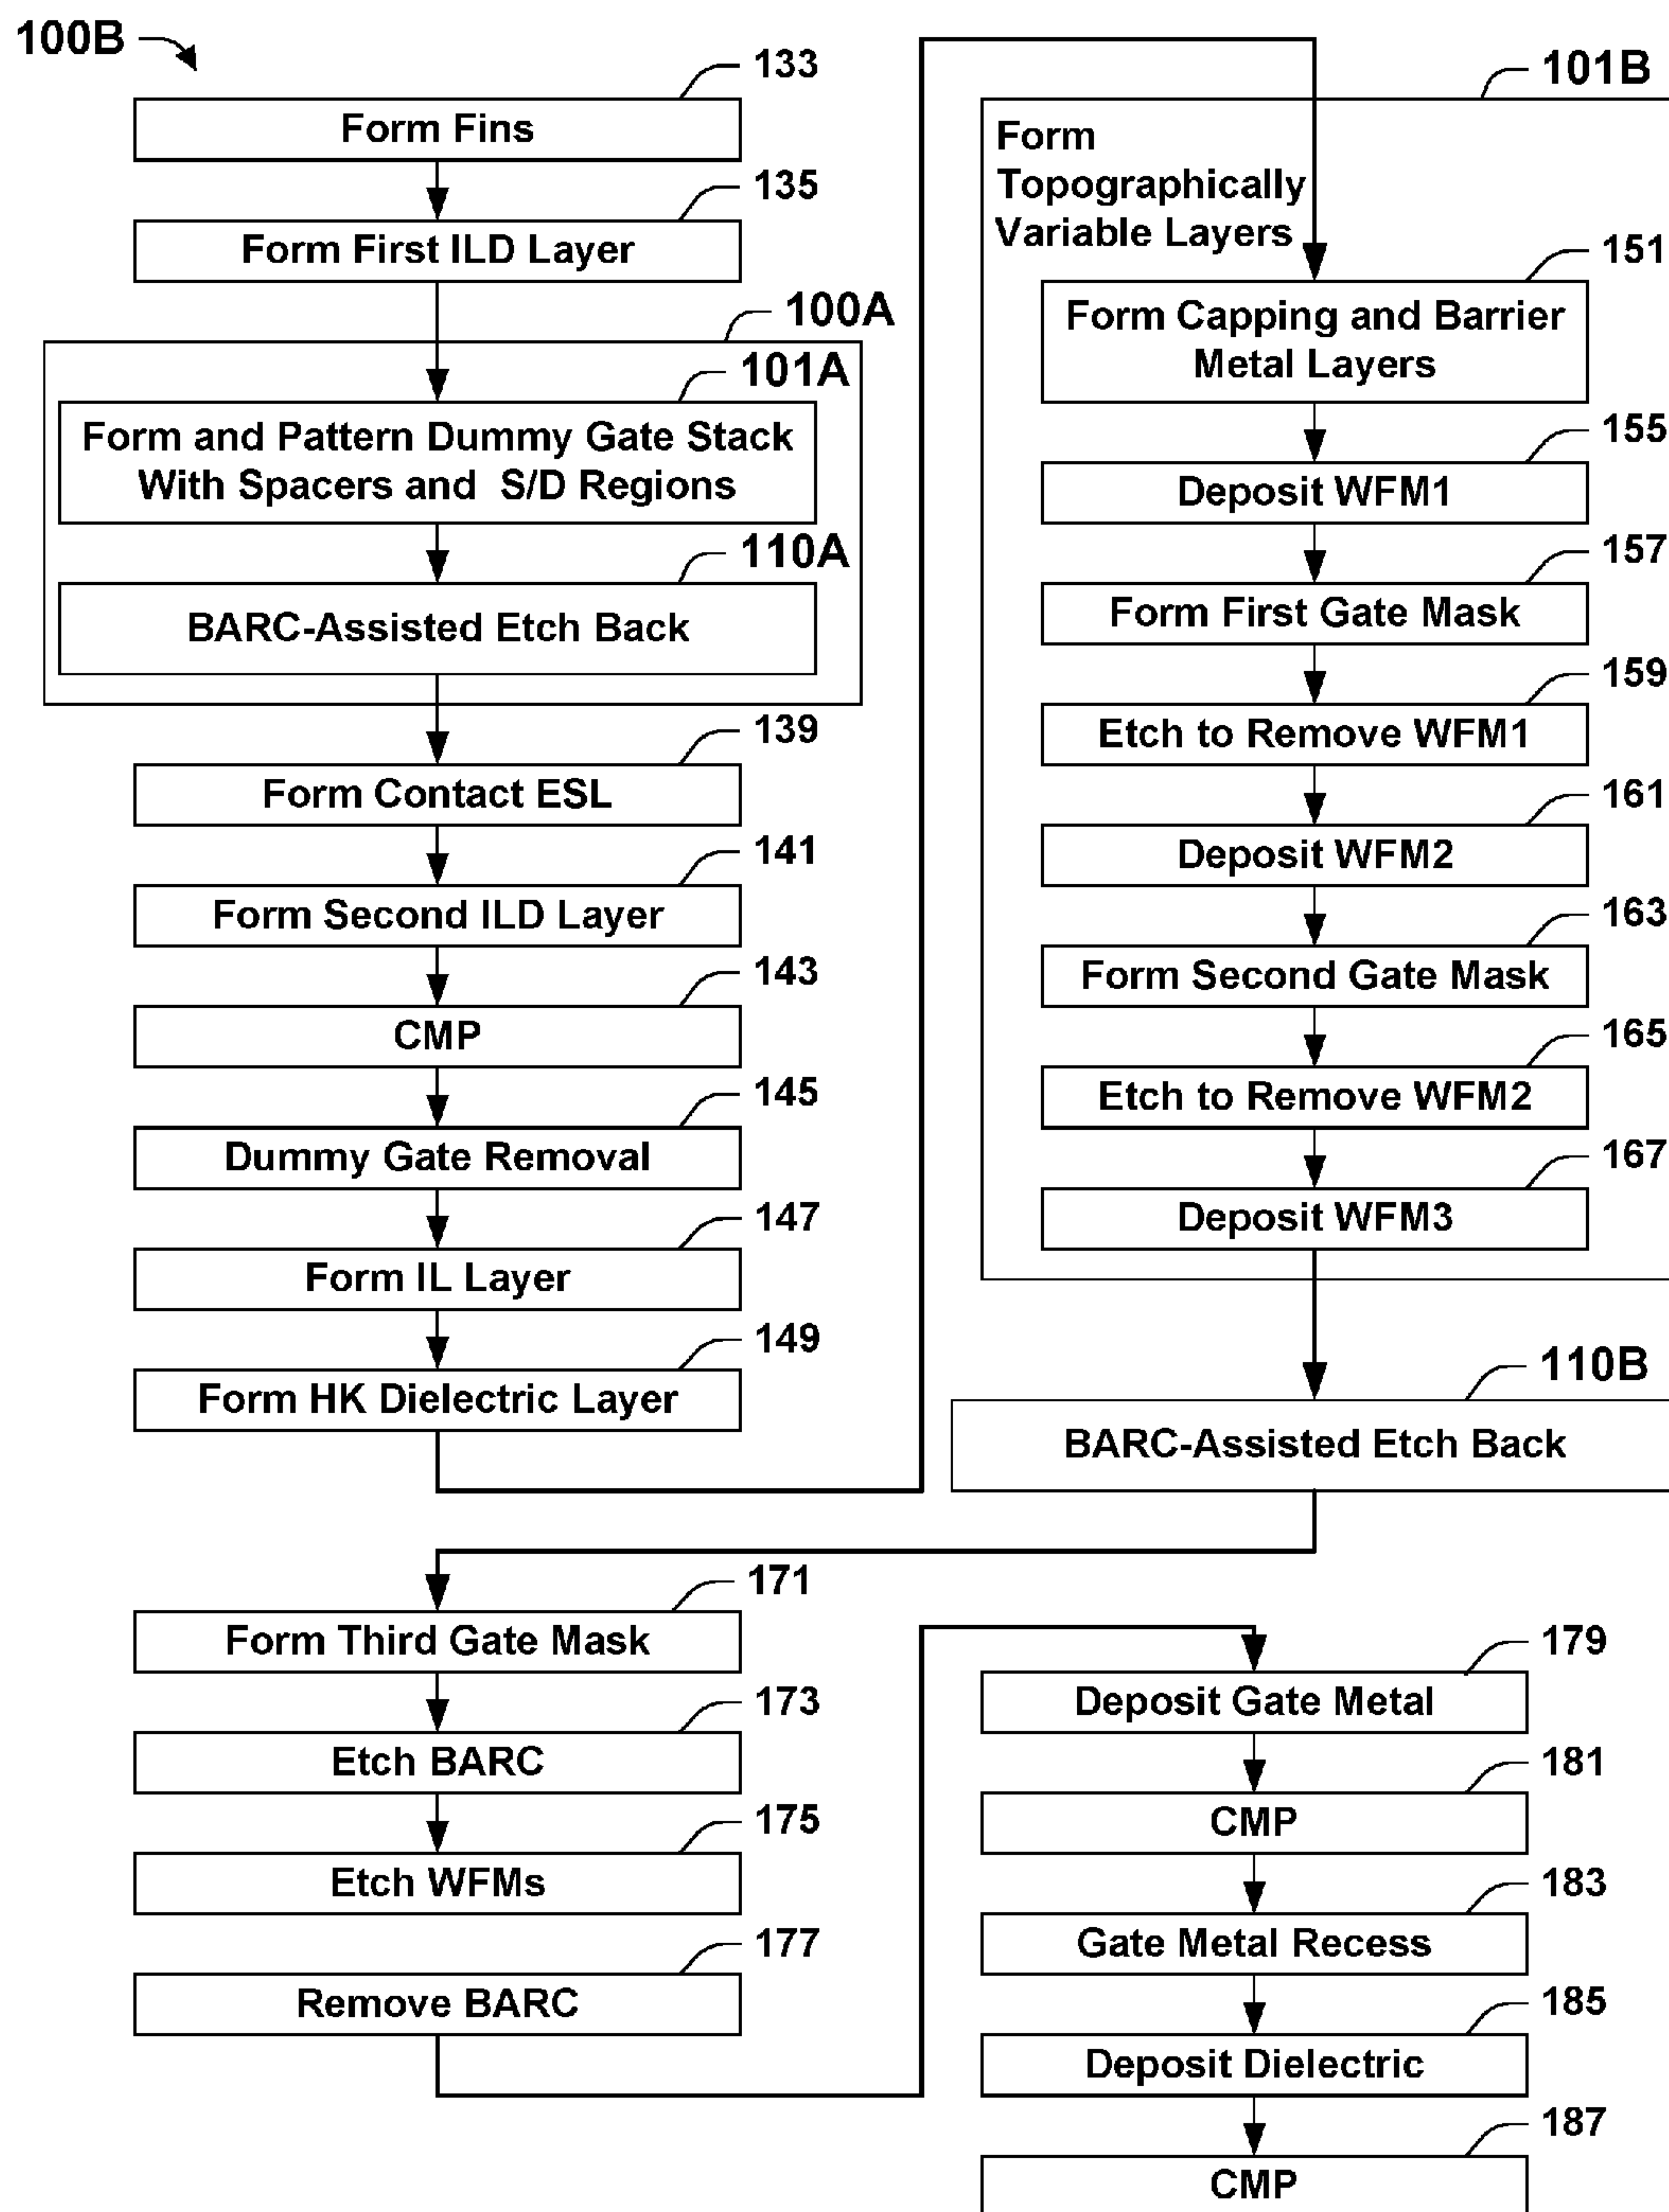 100B
133
Form Fins
135
Form First ILD Layer
100A
101A
Form and Pattern Dummy Gate Stack
With Spacers and S/D Regions
110A
BARC-Assisted Etch Back
139
Form Contact ESL
141
Form Second ILD Layer
143
CMP
145
Dummy Gate Removal
147
Form IL Layer
149
Form HK Dielectric Layer
101B
Form
Topographically
Variable Layers
151
Form Capping and Barrier
Metal Layers
155
Deposit WFM1
157
Form First Gate Mask
159
Etch to Remove WFM1
161
Deposit WFM2
163
Form Second Gate Mask
165
Etch to Remove WFM2
167
Deposit WFM3
110B
BARC-Assisted Etch Back
171
Form Third Gate Mask
173
Etch BARC
175
Etch WFMs
177
Remove BARC
179
Deposit Gate Metal
181
CMP
183
Gate Metal Recess
185
Deposit Dielectric
187
CMP